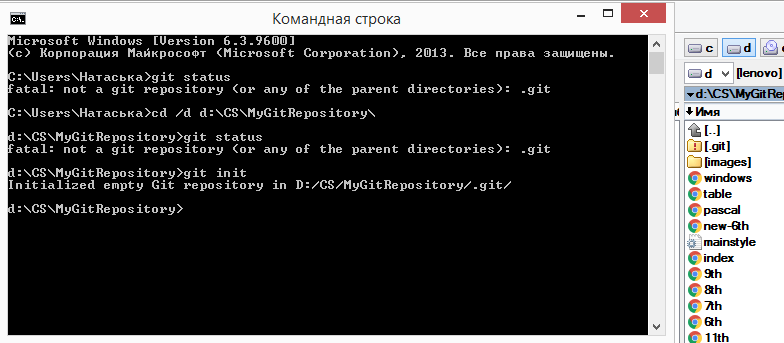 Командная строка
Microsoft Windows [Version 6.3.9600]
(c) Корпорация Майкрософт (Microsoft Corporation), 2013. Все права защищены.
C:\Users\Натаська>git status
fatal: not a git repository (or any of the parent directories): .git
C:\Users\Натаська>cd /d d:\CS\MyGitRepository\
d:\CS\MyGitRepository>git status
fatal: not a git repository (or any of the parent directories): .git
d:\CS\MyGitRepository>git init
Initialized empty Git repository in D:/CS/MyGitRepository/.git/
d:\CS\MyGitRepository>
c d
d [lenovo]
d:\CS\MyGitRepo
Имя
[..]
[.git]
[images]
windows
table
pascal
new-6th
mainstyle
index
9th
8th
7th
6th
11th